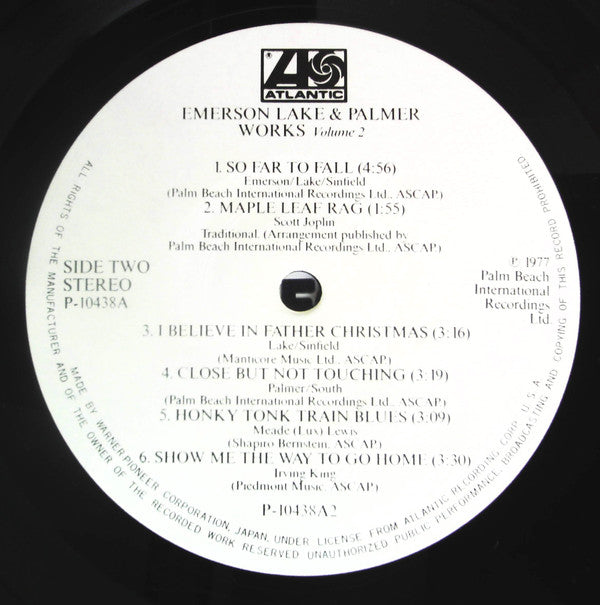 ATLANTIC
EMERSON LAKE & PALMER
WORKS Volume 2
1. SO FAR TO FALL (4:56)
Emerson/Lake/Sinfield
(Palm Beach International Recordings Ltd., ASCAP)
2. MAPLE LEAF RAG (1:55)
Scott Joplin
Traditional. (Arrangement published by
Palm Beach International Recordings Ltd., ASCAP)
SIDE TWO
STEREO
P-10438A
℗ 1977
Palm Beach
International
Recordings
Ltd.
3. I BELIEVE IN FATHER CHRISTMAS (3:16)
Lake/Sinfield
(Manticore Music Ltd., ASCAP)
4. CLOSE BUT NOT TOUCHING (3:19)
Palmer/South
(Palm Beach International Recordings Ltd., ASCAP)
5. HONKY TONK TRAIN BLUES (3:09)
Meade (Lux) Lewis
(Shapiro Bernstein, ASCAP)
6. SHOW ME THE WAY TO GO HOME (3:30)
Irving King
(Piedmont Music, ASCAP)
P-10438A2
MADE BY WARNER-PIONEER CORPORATION, JAPAN, UNDER LICENSE FROM ATLANTIC RECORDING CORP., U.S.A.
ALL RIGHTS OF THE MANUFACTURER AND OF THE OWNER OF THE RECORDED WORK RESERVED UNAUTHORIZED PUBLIC PERFORMANCE, BROADCASTING AND COPYING OF THIS RECORD PROHIBITED